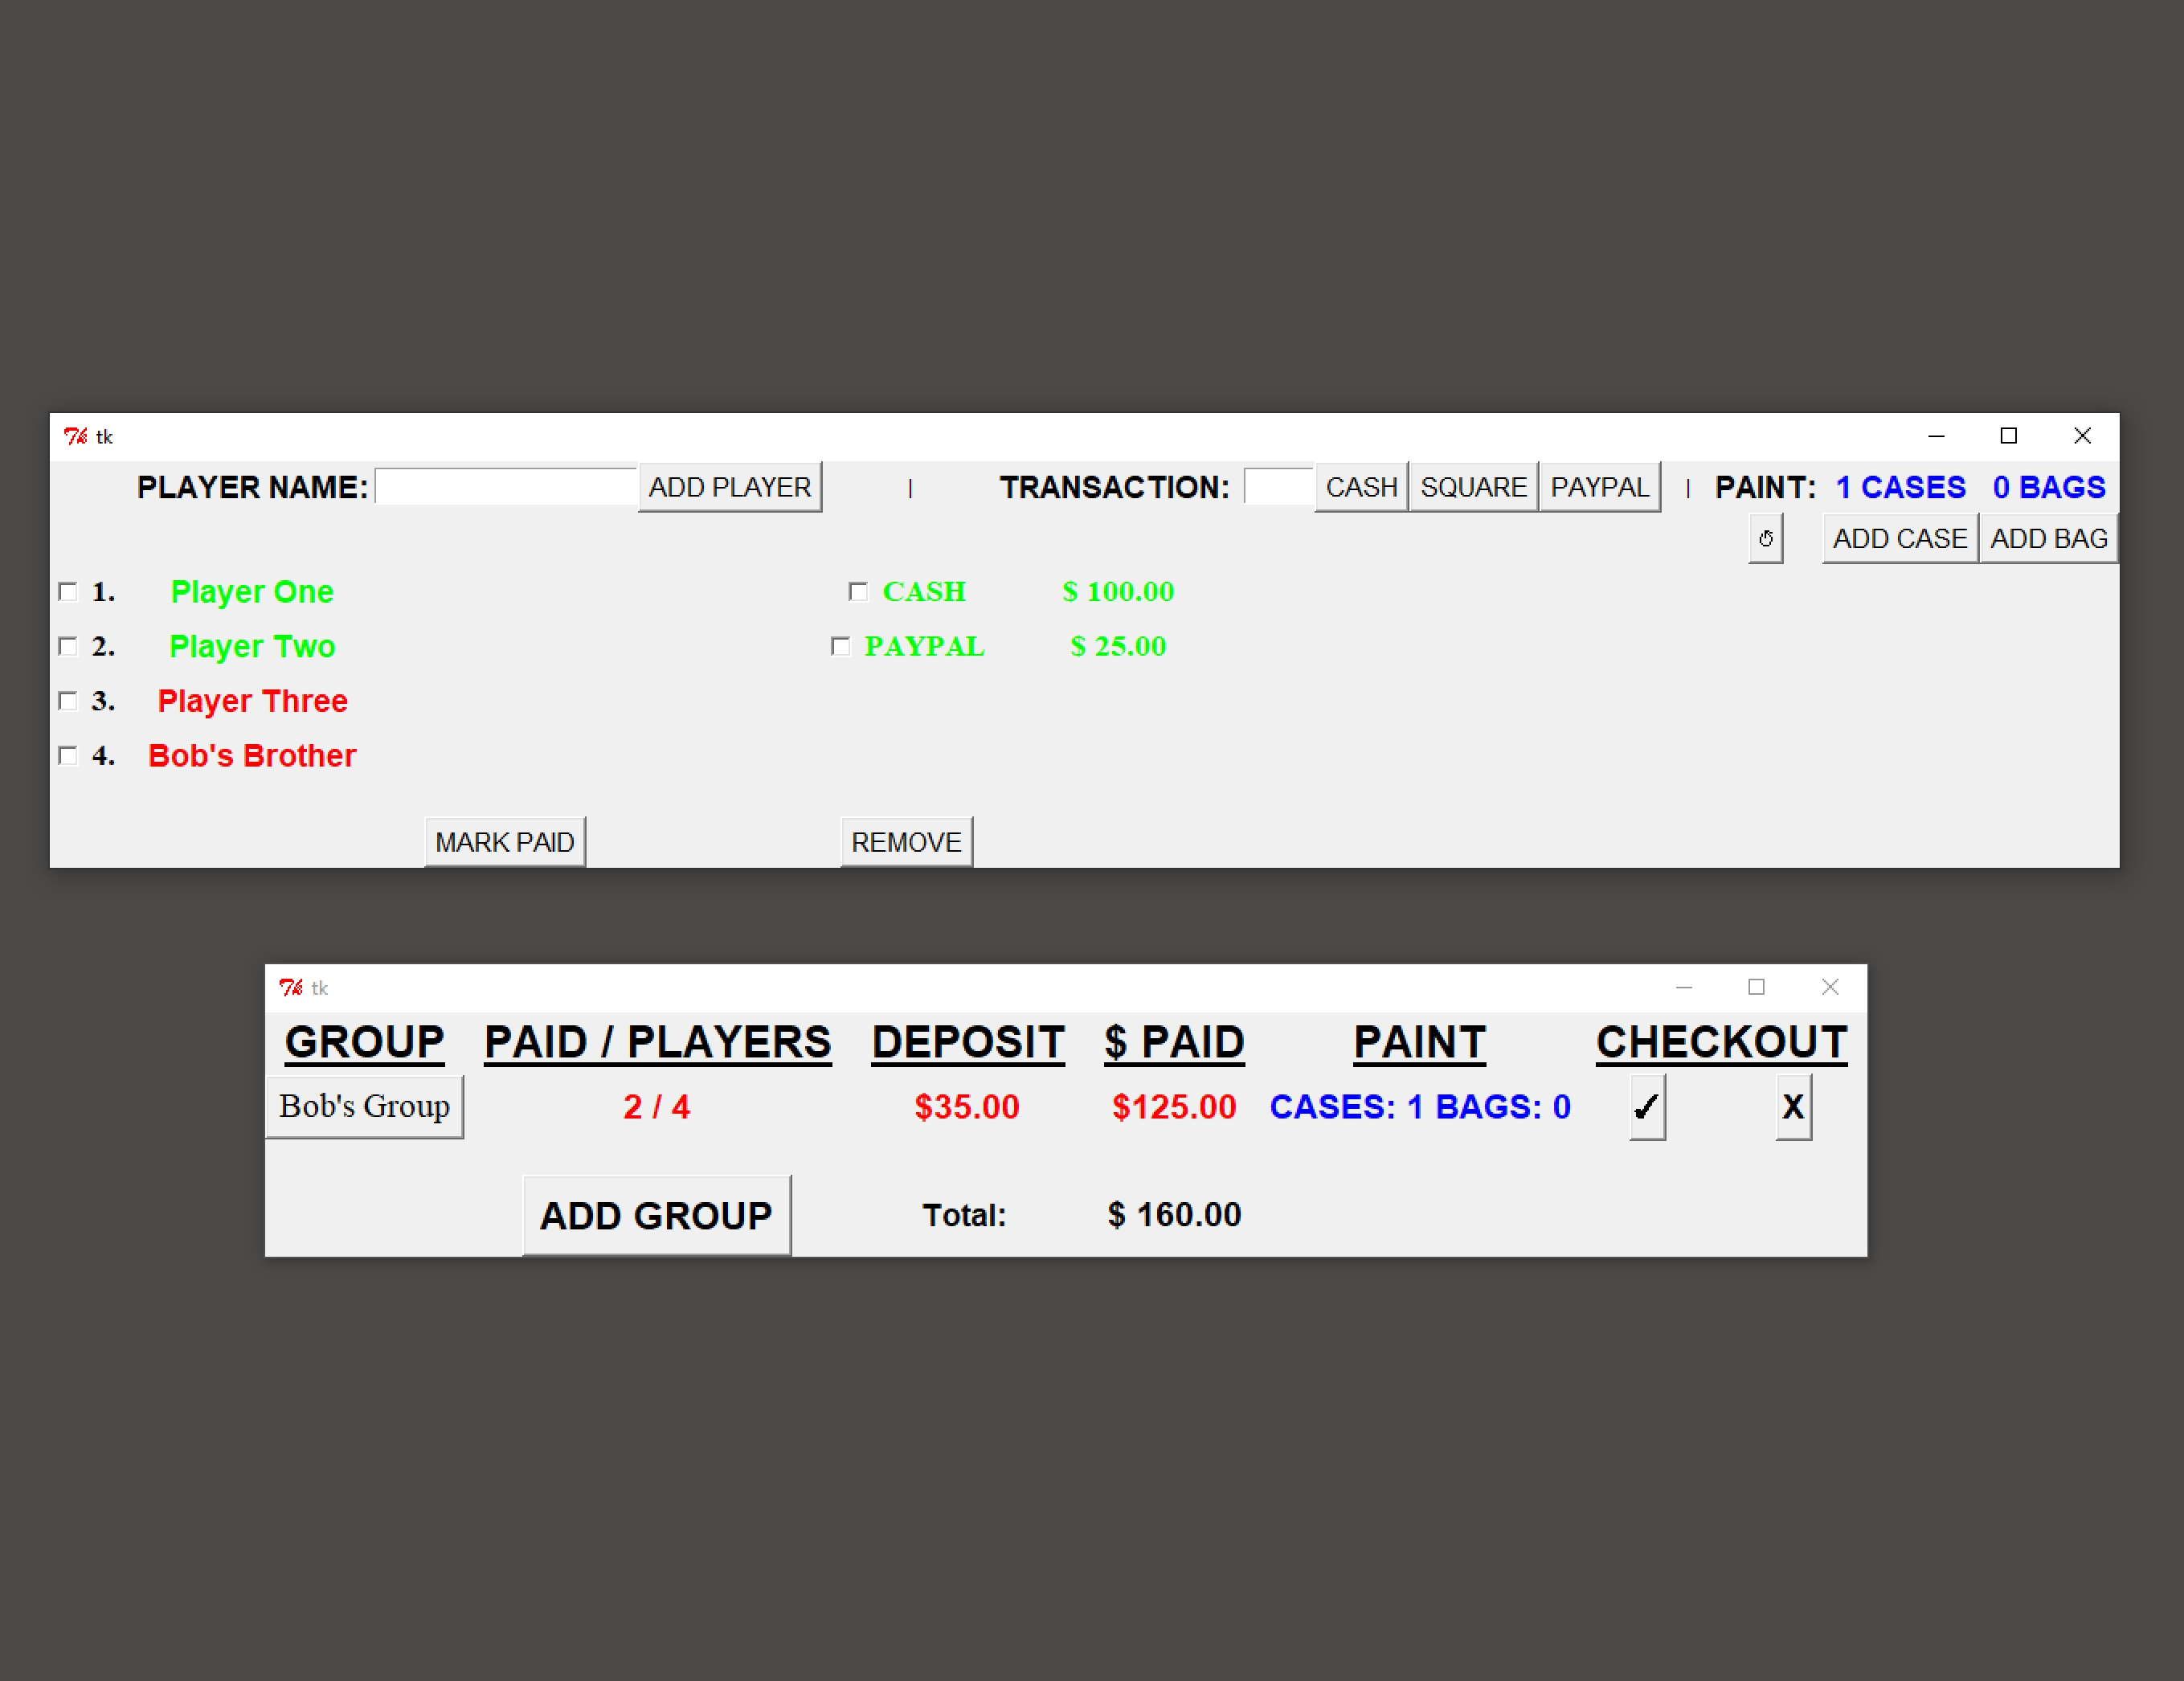 tk
PLAYER NAME: ADD PLAYER | TRANSACTION: CASH SQUARE PAYPAL | PAINT: 1 CASES 0 BAGS
ADD CASE ADD BAG
1. Player One CASH $ 100.00
2. Player Two PAYPAL $ 25.00
3. Player Three
4. Bob's Brother
MARK PAID REMOVE
tk
GROUP PAID / PLAYERS DEPOSIT $ PAID PAINT CHECKOUT
Bob's Group 2 / 4 $35.00 $125.00 CASES: 1 BAGS: 0 ✓ X
ADD GROUP Total: $ 160.00